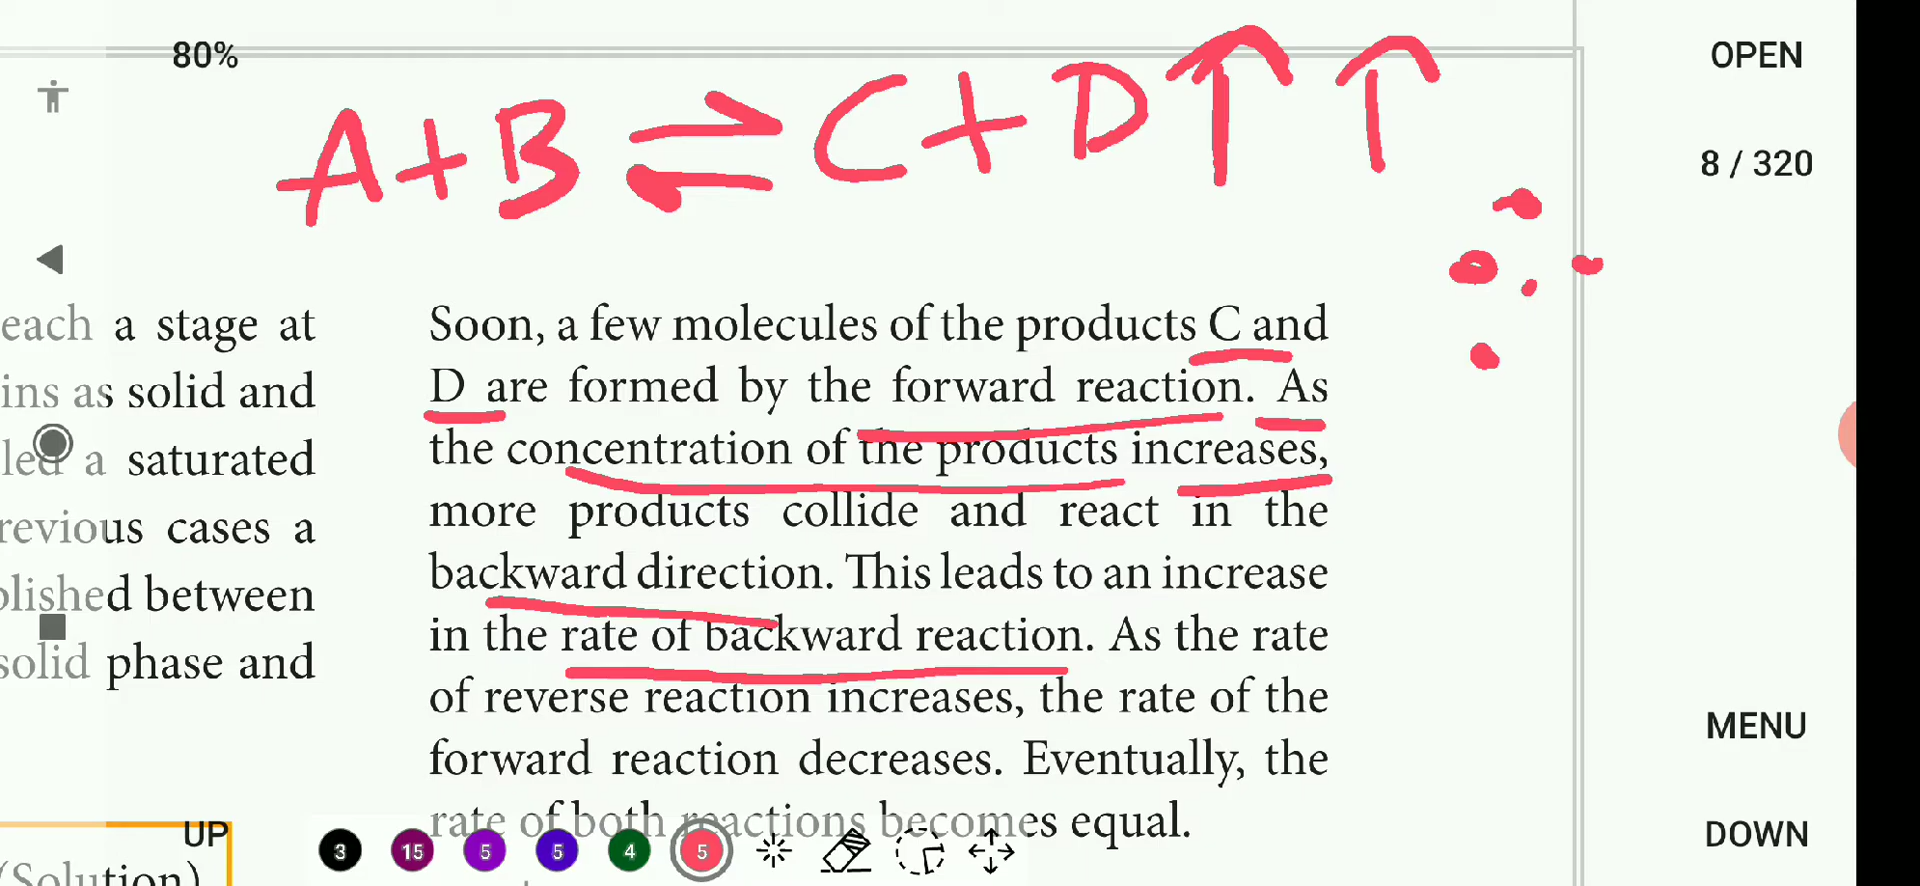 80%
OPEN
A+B ⇌ C+D↑ ↑
8 / 320
each a stage at
ins as solid and
led a saturated
revious cases a
olished between
solid phase and
Soon, a few molecules of the products C and
D are formed by the forward reaction. As
the concentration of the products increases,
more products collide and react in the
backward direction. This leads to an increase
in the rate of backward reaction. As the rate
of reverse reaction increases, the rate of the
forward reaction decreases. Eventually, the
rate of both reactions becomes equal.
MENU
UP
DOWN
3 15 5 5 4 5
(Solution)